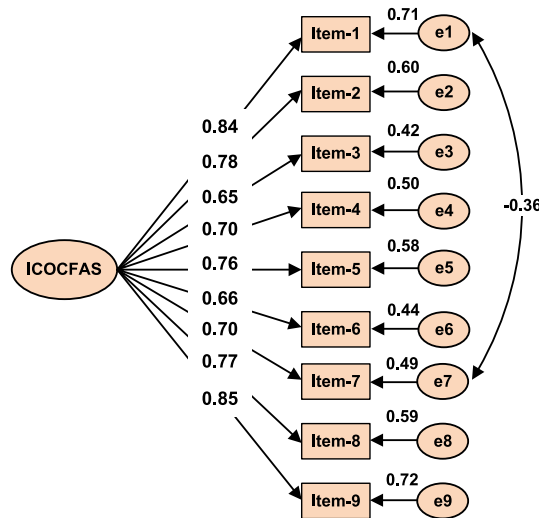 0.71
Item-1
e1
0.60
Item-2
e2
0.84
0.42
Item-3
e3
0.78
0.65
0.50
Item-4
e4
-0.36
0.70
ICOCFAS
0.76
0.58
Item-5
e5
0.66
0.44
Item-6
e6
0.70
0.77
0.49
Item-7
e7
0.85
0.59
Item-8
e8
0.72
Item-9
e9